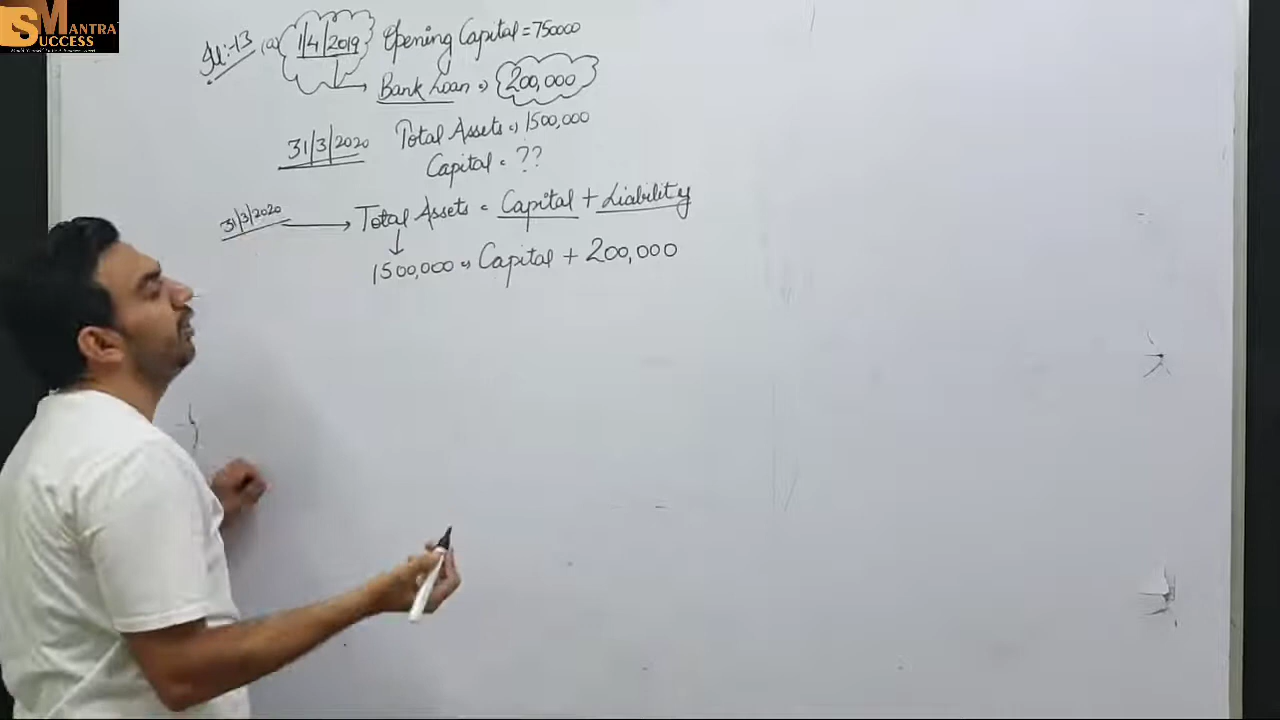 SMANTRA
SUCCESS
Ill:-13 (a) 1/4/2019 Opening Capital = 750000
Bank Loan = 200,000
31/3/2020 Total Assets = 1500,000
Capital = ??
31/3/2020 → Total Assets = Capital + Liability
1500,000 = Capital + 200,000